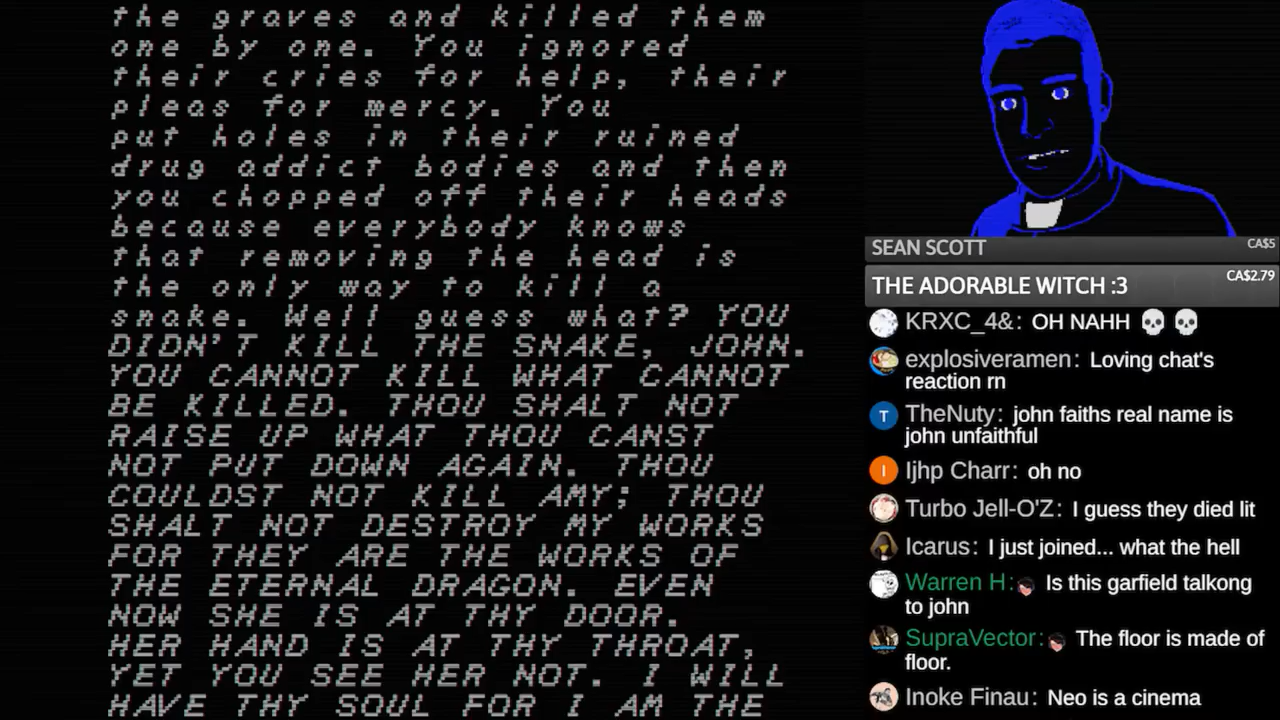 the graves and killed them
one by one. You ignored
their cries for help, their
pleas for mercy. You
put holes in their ruined
drug addict bodies and then
you chopped off their heads
because everybody knows
that removing the head is
the only way to kill a
snake. Well guess what? YOU
DIDN'T KILL THE SNAKE, JOHN.
YOU CANNOT KILL WHAT CANNOT
BE KILLED. THOU SHALT NOT
RAISE UP WHAT THOU CANST
NOT PUT DOWN AGAIN. THOU
COULDST NOT KILL AMY; THOU
SHALT NOT DESTROY MY WORKS
FOR THEY ARE THE WORKS OF
THE ETERNAL DRAGON. EVEN
NOW SHE IS AT THY DOOR.
HER HAND IS AT THY THROAT,
YET YOU SEE HER NOT. I WILL
HAVE THY SOUL FOR I AM THE
SEAN SCOTT CA$5
THE ADORABLE WITCH :3 CA$2.79
KRXC_4&: OH NAHH 💀 💀
explosiveramen: Loving chat's
reaction rn
T TheNuty: john faiths real name is
john unfaithful
I Ijhp Charr: oh no
Turbo Jell-O'Z: I guess they died lit
Icarus: I just joined... what the hell
Warren H: Is this garfield talkong
to john
SupraVector: The floor is made of
floor.
Inoke Finau: Neo is a cinema